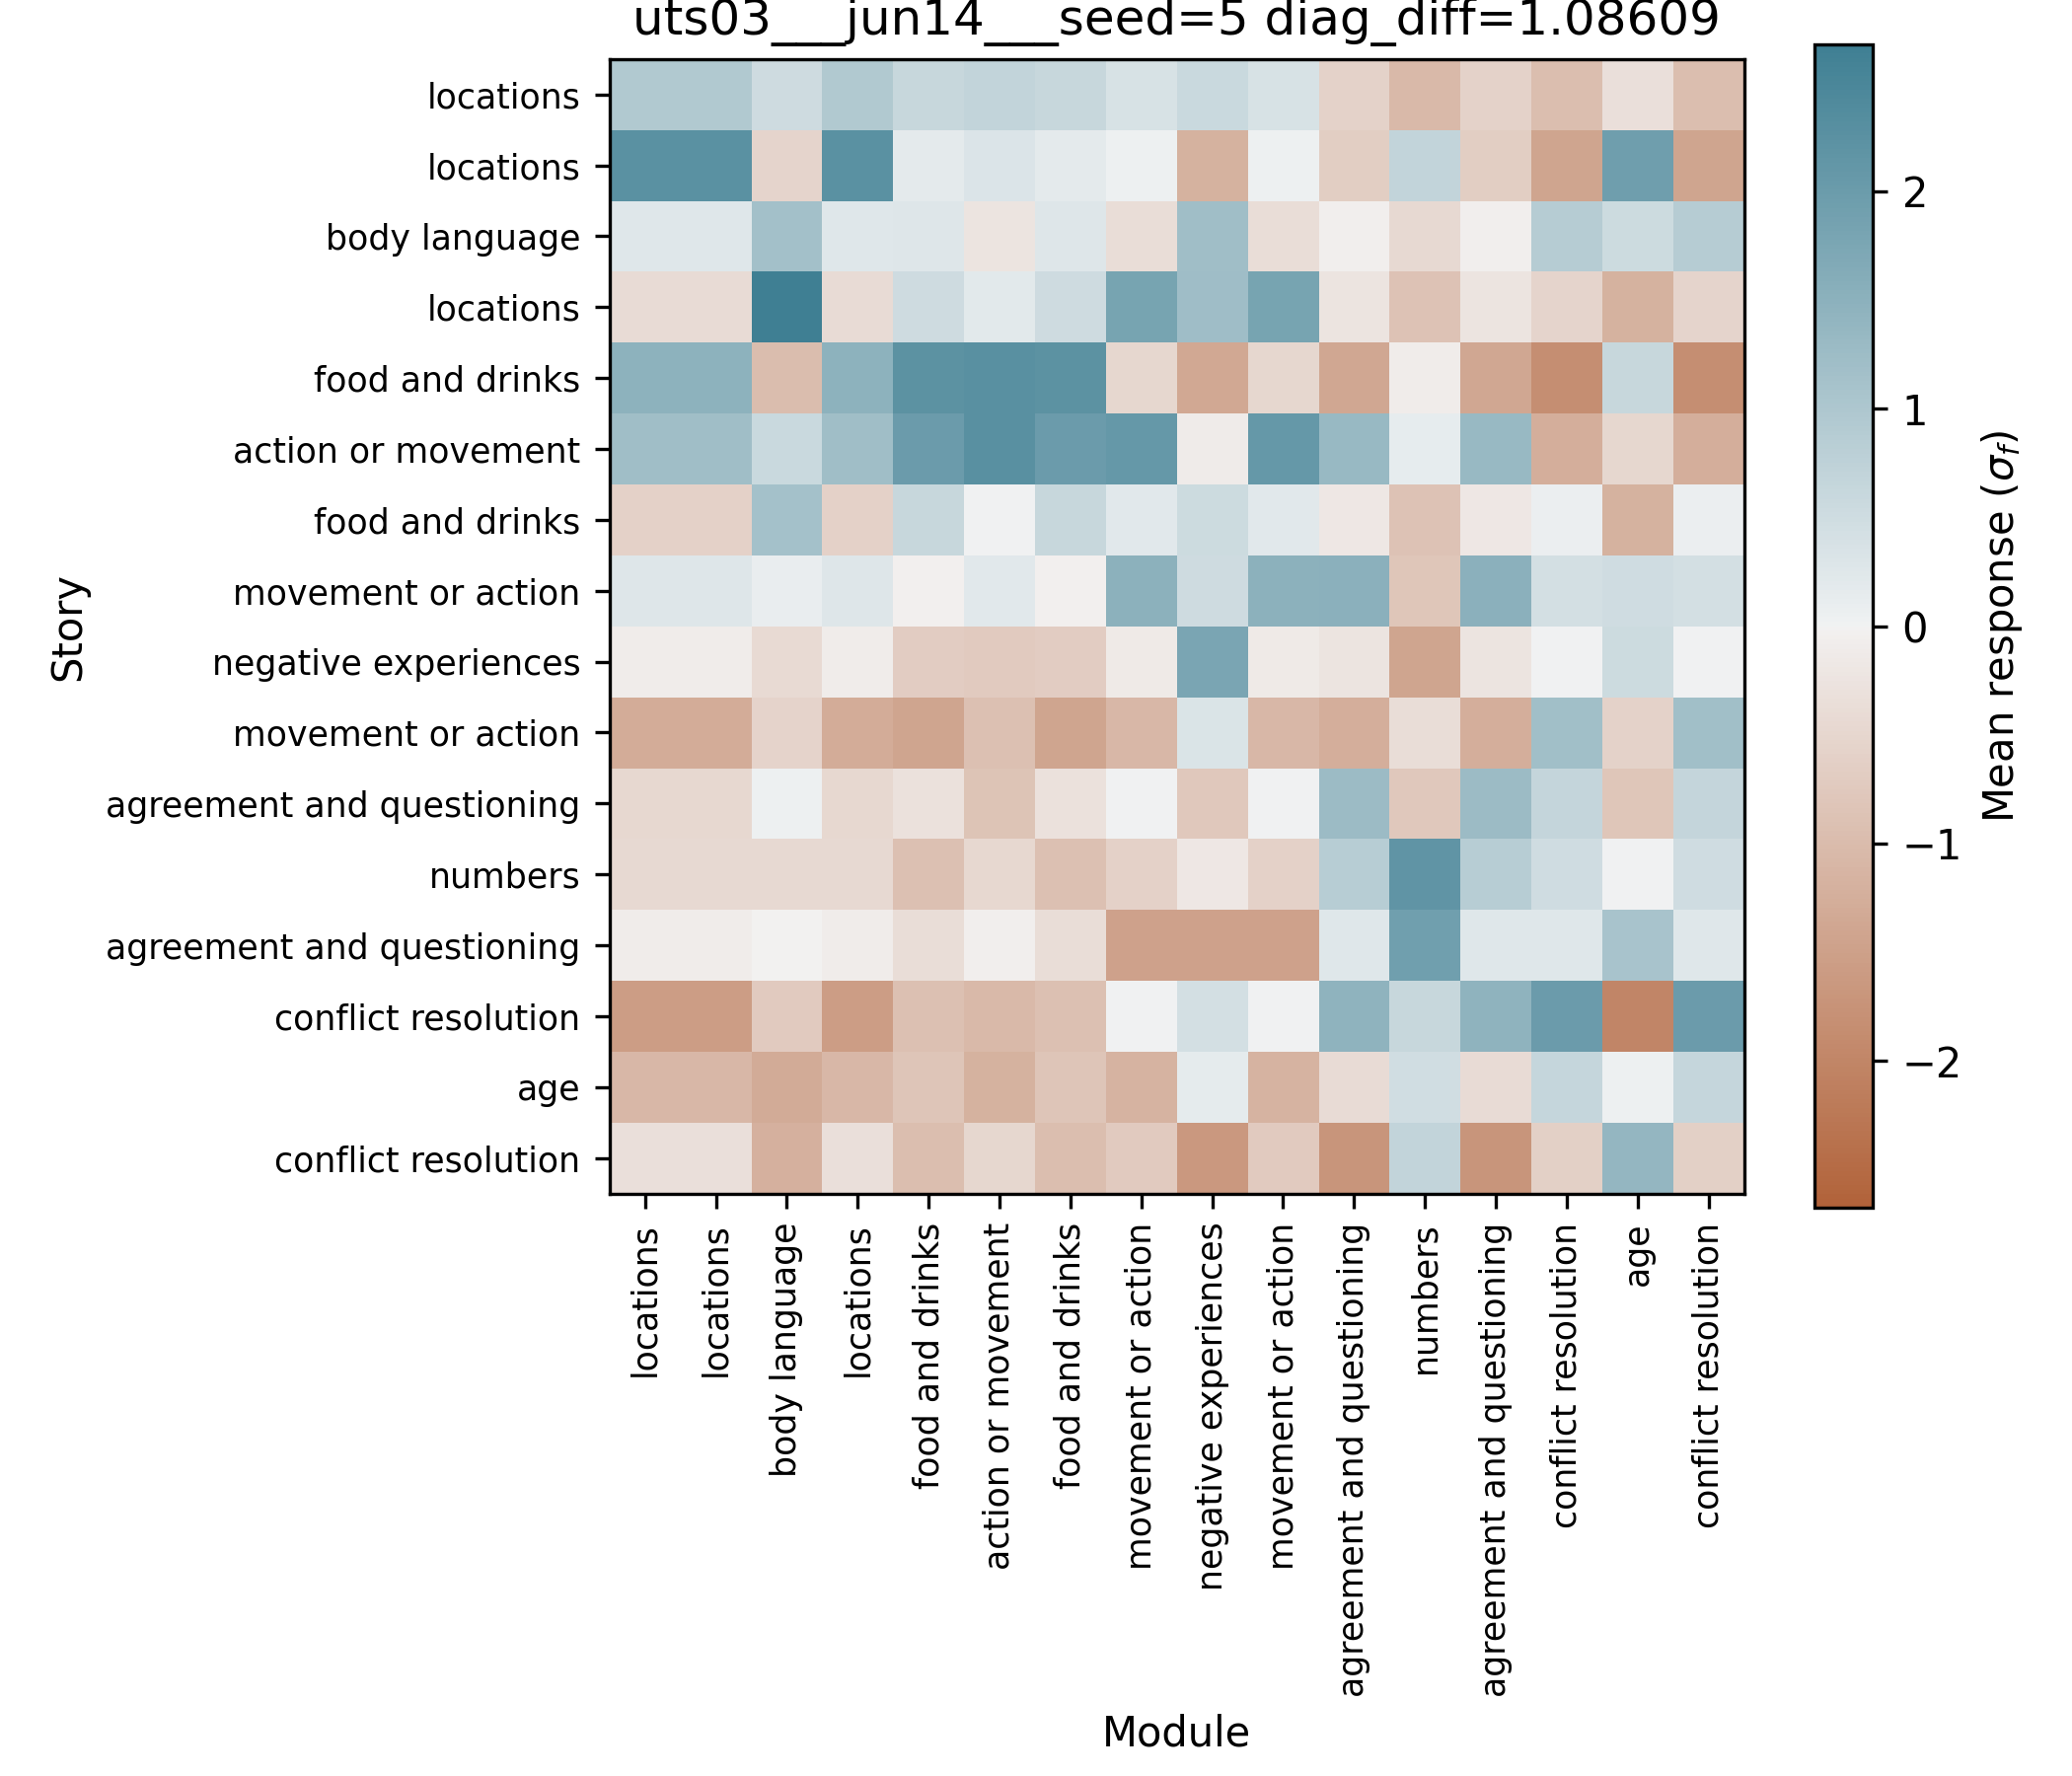 uts03___jun14___seed=5 diag_diff=1.08609
locations
locations
body language
locations
food and drinks
action or movement
food and drinks
movement or action
negative experiences
movement or action
agreement and questioning
numbers
agreement and questioning
conflict resolution
age
conflict resolution
Story
locations
locations
body language
locations
food and drinks
action or movement
food and drinks
movement or action
negative experiences
movement or action
agreement and questioning
numbers
agreement and questioning
conflict resolution
age
conflict resolution
Module
2
1
0
−1
−2
Mean response (σ_f)